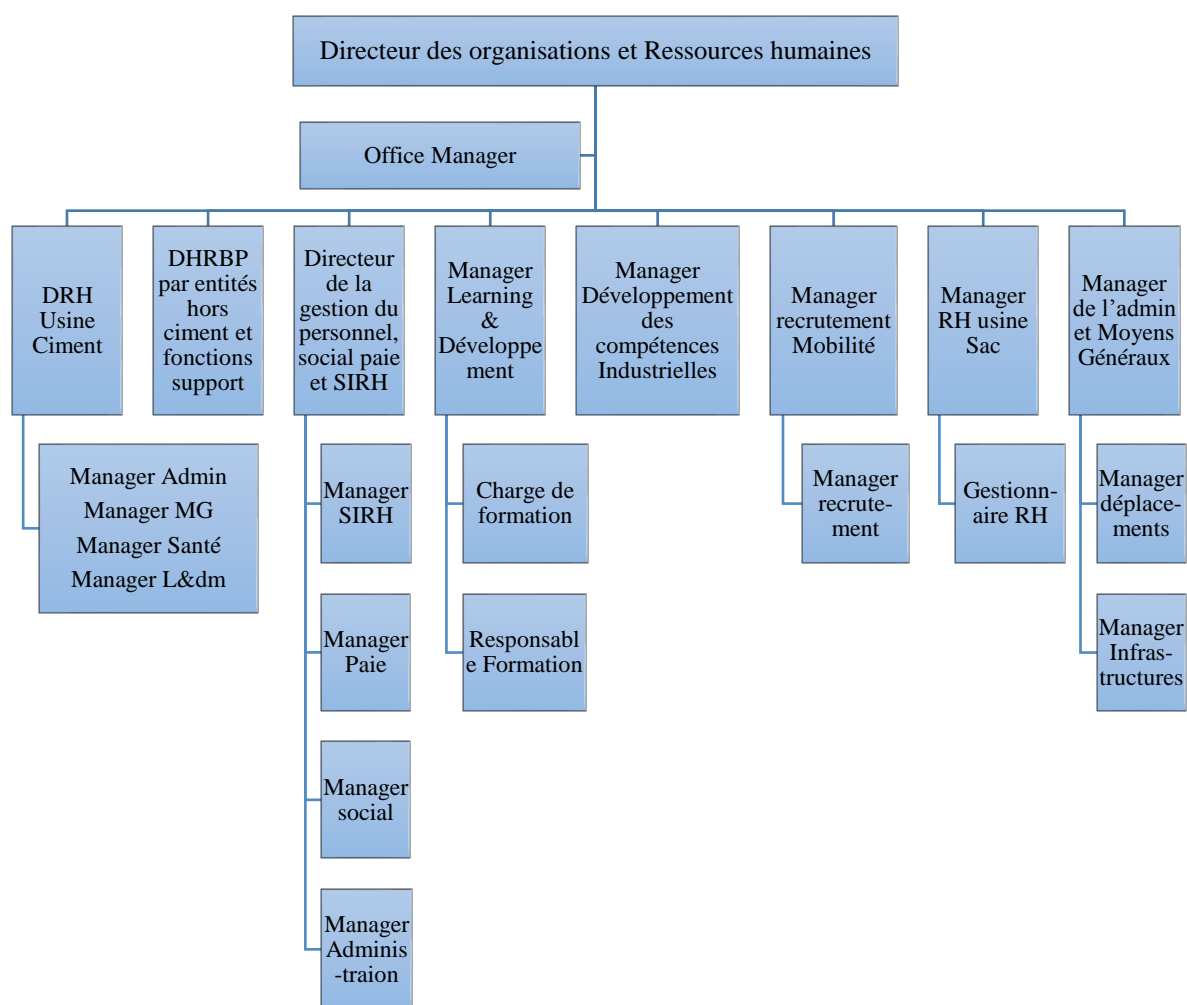 Directeur des organisations et Ressources humaines
Office Manager
DRH
Usine
Ciment
DHRBP
par entités
hors
ciment et
fonctions
support
Directeur
de la
gestion du
personnel,
social paie
et SIRH
Manager
Learning
&
Développe
ment
Manager
Développement
des
compétences
Industrielles
Manager
recrutement
Mobilité
Manager
RH usine
Sac
Manager
de l'admin
et Moyens
Généraux
Manager Admin
Manager MG
Manager Santé
Manager L&dm
Manager
SIRH
Manager
Paie
Manager
social
Manager
Adminis
-traion
Charge de
formation
Responsabl
e Formation
Manager
recrute-
ment
Gestionn-
aire RH
Manager
déplace-
ments
Manager
Infras-
tructures